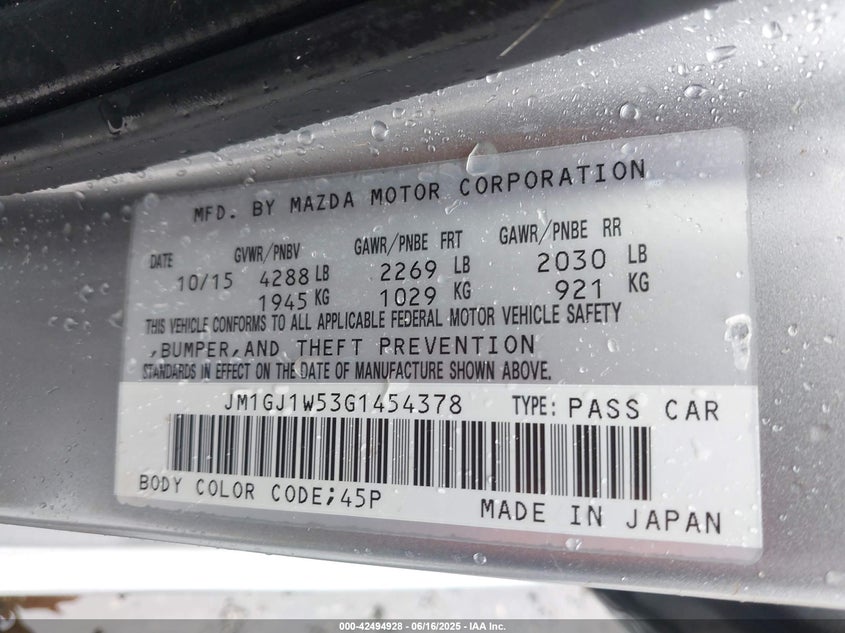 MFD. BY MAZDA MOTOR CORPORATION
DATE GVWR/PNBV GAWR/PNBE FRT GAWR/PNBE RR
10/15 4288 LB 2269 LB 2030 LB
1945 KG 1029 KG 921 KG
THIS VEHICLE CONFORMS TO ALL APPLICABLE FEDERAL MOTOR VEHICLE SAFETY
,BUMPER,AND THEFT PREVENTION
STANDARDS IN EFFECT ON THE DATE OF MANUFACTURE SHOWN ABOVE.
JM1GJ1W53G1454378 TYPE: PASS CAR
BODY COLOR CODE;45P
MADE IN JAPAN
000-42494928 - 06/16/2025 - IAA Inc.